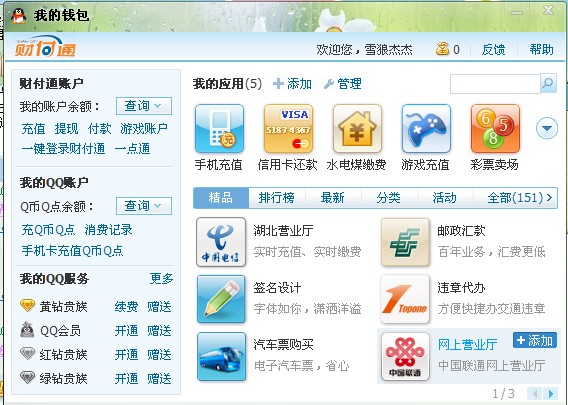 我的钱包
财付通
欢迎您，雪狼杰杰 0 反馈 帮助
财付通账户
我的账户余额： 查询
充值 提现 付款 游戏账户
一键登录财付通 一点通
我的QQ账户
Q币Q点余额： 查询
充Q币Q点 消费记录
手机卡充值Q币Q点
我的QQ服务 更多
黄钻贵族 续费 赠送
QQ会员 开通 赠送
红钻贵族 开通 赠送
绿钻贵族 开通 赠送
我的应用(5) 添加 管理
VISA
5187 4367
6
8
5
手机充值 信用卡还款 水电煤缴费 游戏充值 彩票卖场
精品 排行榜 最新 分类 活动 全部(151)
中国电信
湖北营业厅
实时充值、实时缴费
邮政汇款
百年业务，汇费更低
签名设计
字体如你，潇洒洋溢
1Topone
违章代办
方便快捷办交通违章
汽车票购买
电子汽车票，省心
中国联通
网上营业厅 添加
中国联通网上营业厅
1/3